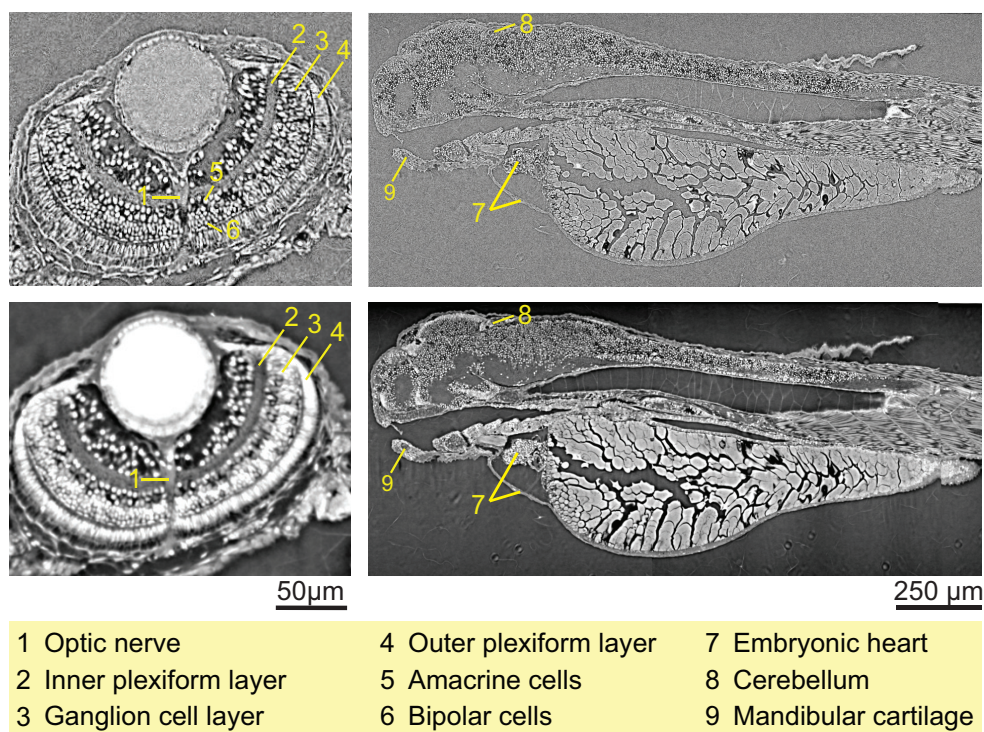 2 3 4
5
1
6
8
9
7
2 3 4
1
8
9
7
50µm
250 µm
1 Optic nerve
2 Inner plexiform layer
3 Ganglion cell layer
4 Outer plexiform layer
5 Amacrine cells
6 Bipolar cells
7 Embryonic heart
8 Cerebellum
9 Mandibular cartilage